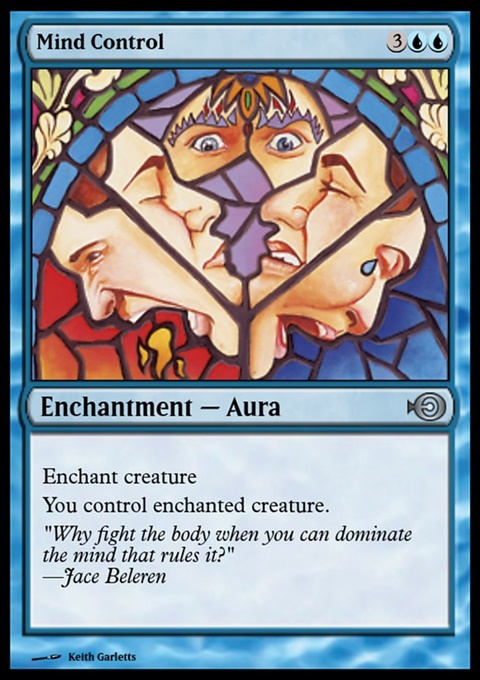 Mind Control
3
Enchantment — Aura
Enchant creature
You control enchanted creature.
"Why fight the body when you can dominate
the mind that rules it?"
—Jace Beleren
Keith Garletts